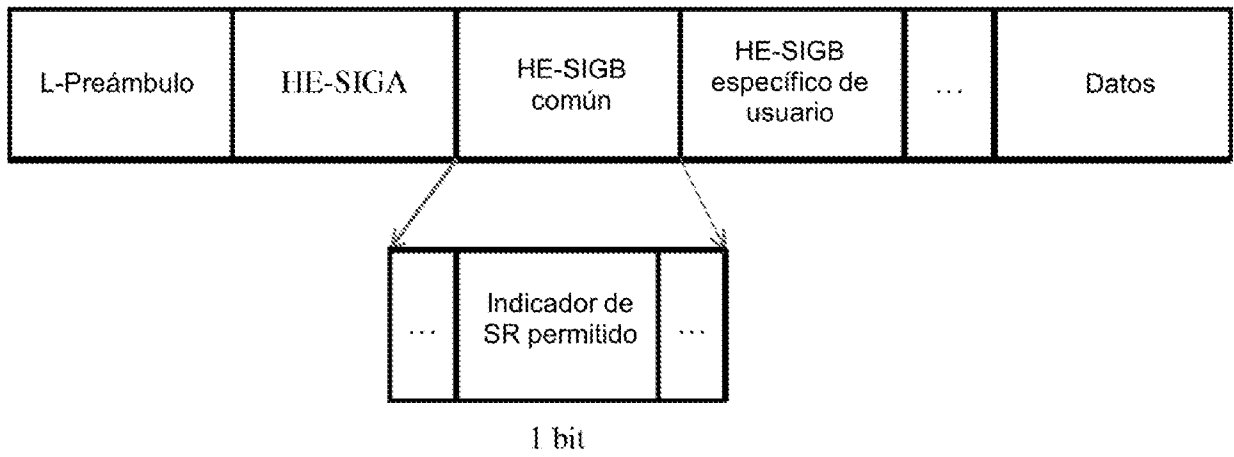 L-Preámbulo
HE-SIGA
HE-SIGB
común
HE-SIGB
específico de
usuario
...
Datos
...
Indicador de
SR permitido
...
1 bit